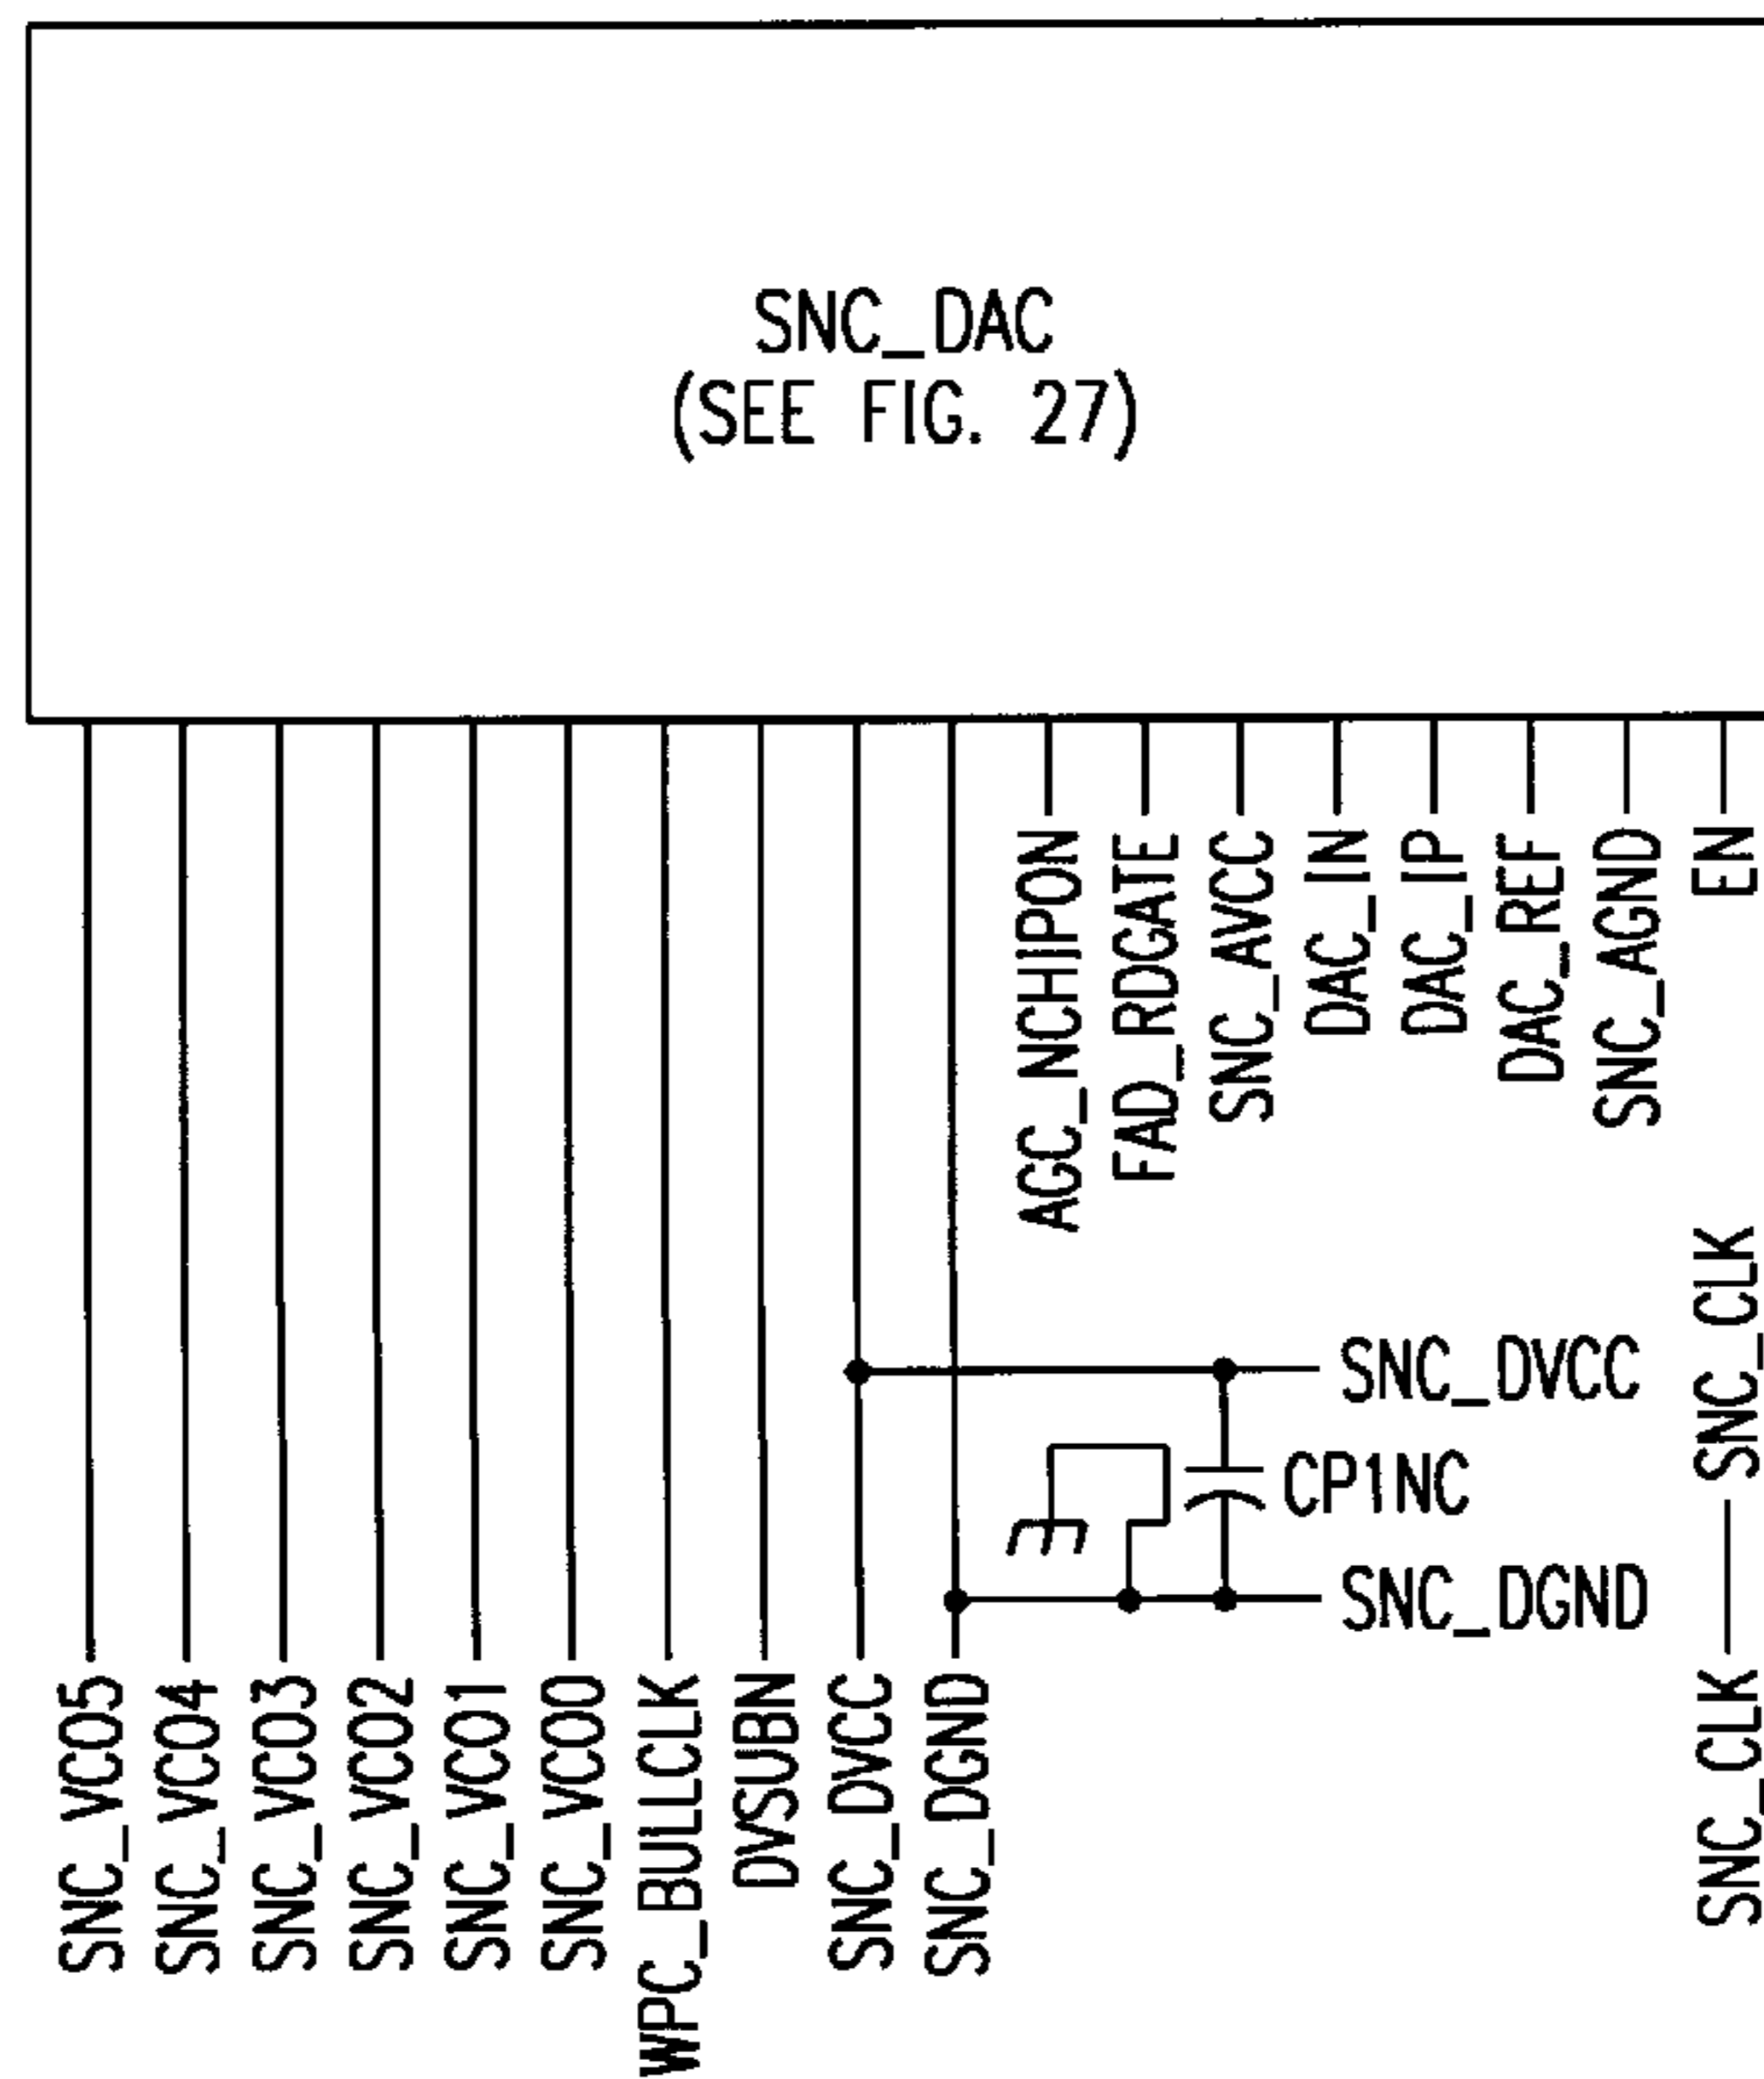 SNC_DAC
(SEE FIG. 27)
AGC_NCHIPON
FAD_RDGATE
SNC_AVCC
DAC_IN
DAC_IP
DAC_REF
SNC_AGND
EN
SNC_CLK
SNC_DVCC
CP1NC
SNC_DGND
SNC_VCO5
SNC_VCO4
SNC_VCO3
SNC_VCO2
SNC_VCO1
SNC_VCO0
WPC_BULLCLK
DVSUBN
SNC_DVCC
SNC_DGND
SNC_CLK